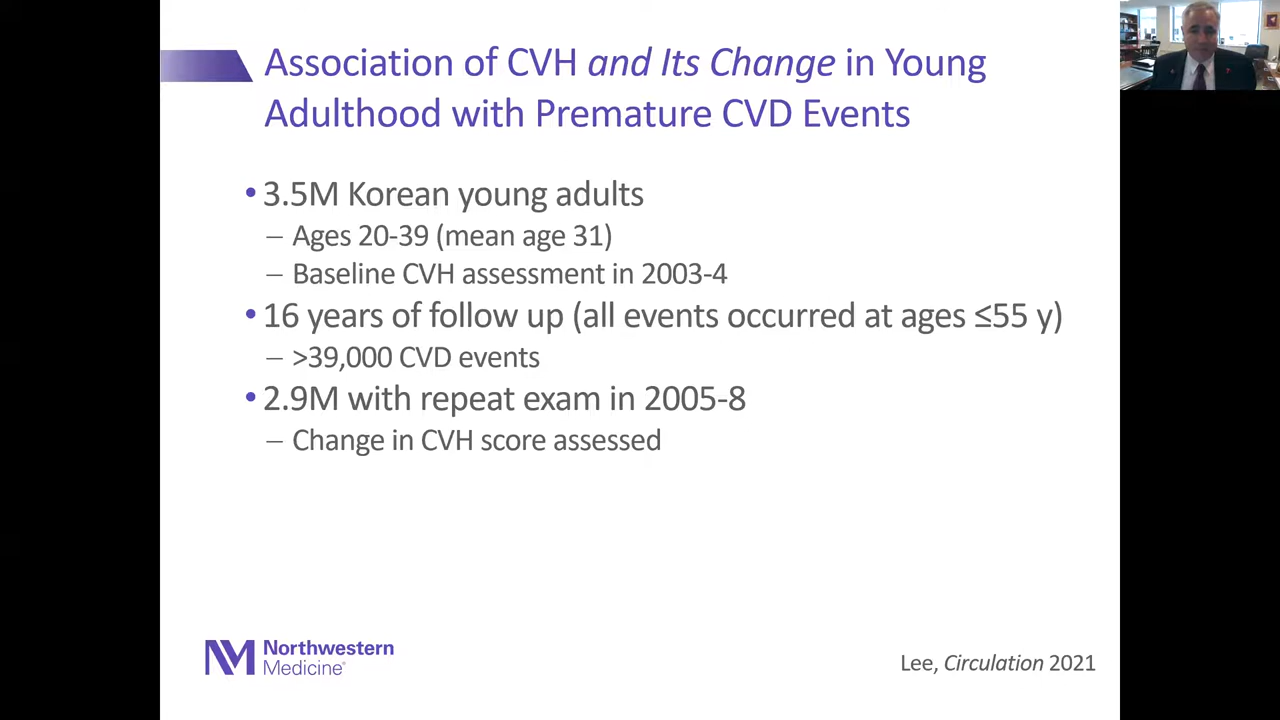 Association of CVH and Its Change in Young
Adulthood with Premature CVD Events
• 3.5M Korean young adults
– Ages 20-39 (mean age 31)
– Baseline CVH assessment in 2003-4
• 16 years of follow up (all events occurred at ages ≤55 y)
– >39,000 CVD events
• 2.9M with repeat exam in 2005-8
– Change in CVH score assessed
NM Northwestern
Medicine®
Lee, Circulation 2021